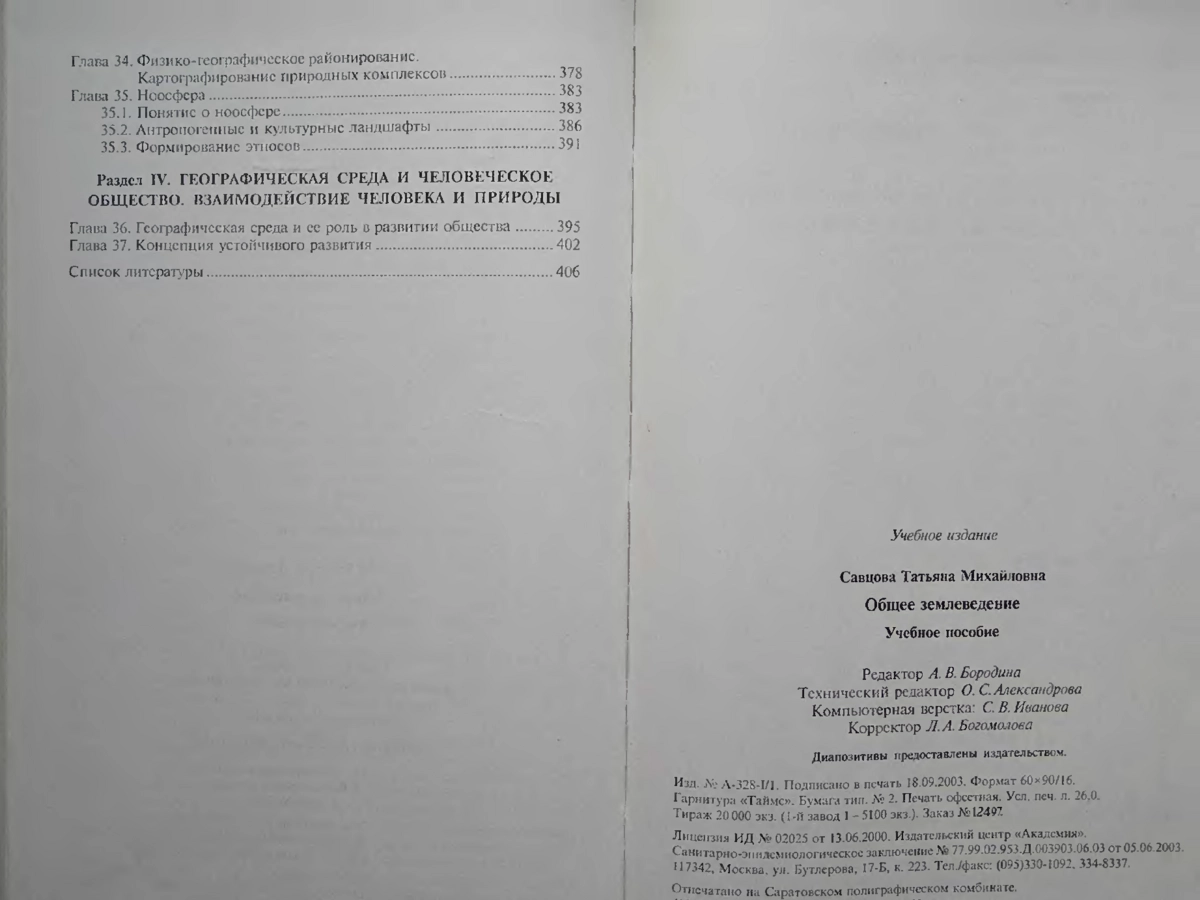 Глава 34. Физико-географическое районирование.
Картографирование природных комплексов ........................ 378
Глава 35. Ноосфера ........................ 383
35.1. Понятие о ноосфере ........................ 383
35.2. Антропогенные и культурные ландшафты ........................ 386
35.3. Формирование этносов ........................ 391
Раздел IV. ГЕОГРАФИЧЕСКАЯ СРЕДА И ЧЕЛОВЕЧЕСКОЕ
ОБЩЕСТВО. ВЗАИМОДЕЙСТВИЕ ЧЕЛОВЕКА И ПРИРОДЫ
Глава 36. Географическая среда и ее роль в развитии общества ......... 395
Глава 37. Концепция устойчивого развития ........................ 402
Список литературы ........................ 406
Учебное издание
Савцова Татьяна Михайловна
Общее землеведение
Учебное пособие
Редактор А. В. Бородина
Технический редактор О. С. Александрова
Компьютерная верстка: С. В. Иванова
Корректор Л. А. Богомолова
Диапозитивы предоставлены издательством.
Изд. № А-328-I/1. Подписано в печать 18.09.2003. Формат 60×90/16.
Гарнитура «Таймс». Бумага тип. № 2. Печать офсетная. Усл. печ. л. 26,0.
Тираж 20 000 экз. (1-й завод 1 – 5100 экз.). Заказ № 12497.
Лицензия ИД № 02025 от 13.06.2000. Издательский центр «Академия».
Санитарно-эпидемиологическое заключение № 77.99.02.953.Д.003903.06.03 от 05.06.2003.
117342, Москва, ул. Бутлерова, 17-Б, к. 223. Тел./факс: (095)330-1092, 334-8337.
Отпечатано на Саратовском полиграфическом комбинате.